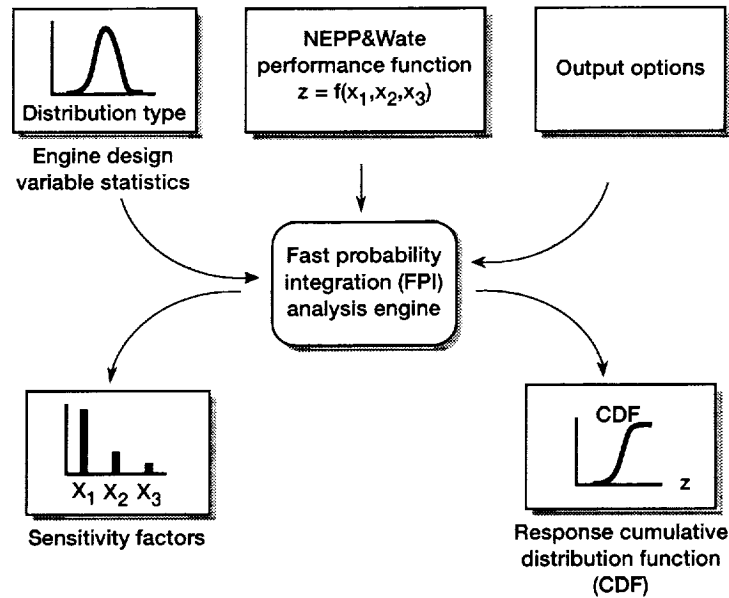 Distribution type
Engine design
variable statistics
NEPP&Wate
performance function
z = f(x₁,x₂,x₃)
Output options
Fast probability
integration (FPI)
analysis engine
X₁ X₂ X₃
Sensitivity factors
CDF
z
Response cumulative
distribution function
(CDF)